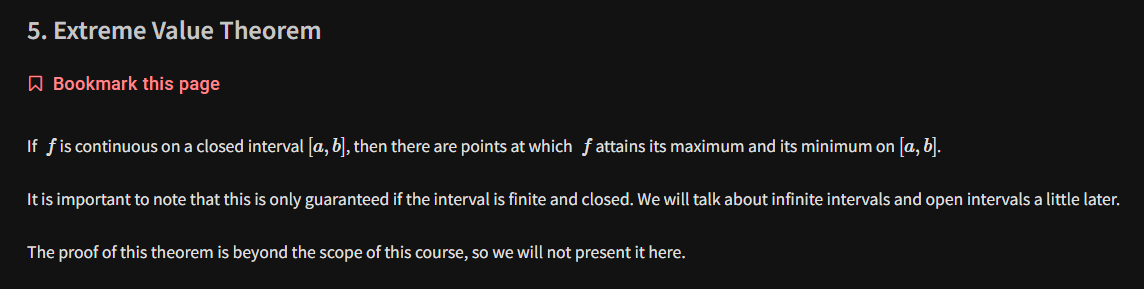 5. Extreme Value Theorem
Bookmark this page
If f is continuous on a closed interval [a, b], then there are points at which f attains its maximum and its minimum on [a, b].
It is important to note that this is only guaranteed if the interval is finite and closed. We will talk about infinite intervals and open intervals a little later.
The proof of this theorem is beyond the scope of this course, so we will not present it here.